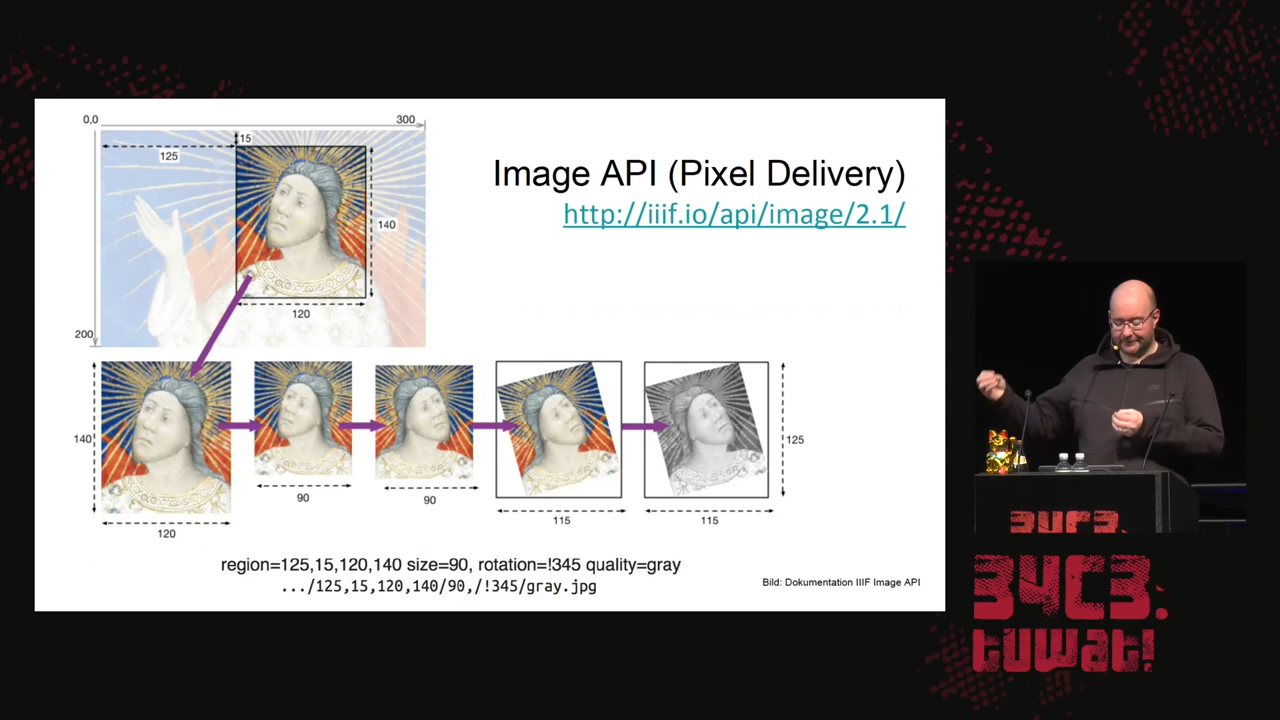 0,0
300
15
125
140
120
200
Image API (Pixel Delivery)
http://iiif.io/api/image/2.1/
140
120
90
90
115
115
125
region=125,15,120,140 size=90, rotation=!345 quality=gray
.../125,15,120,140/90,/!345/gray.jpg
Bild: Dokumentation IIIF Image API
34C3.
34C3.
tuwat!